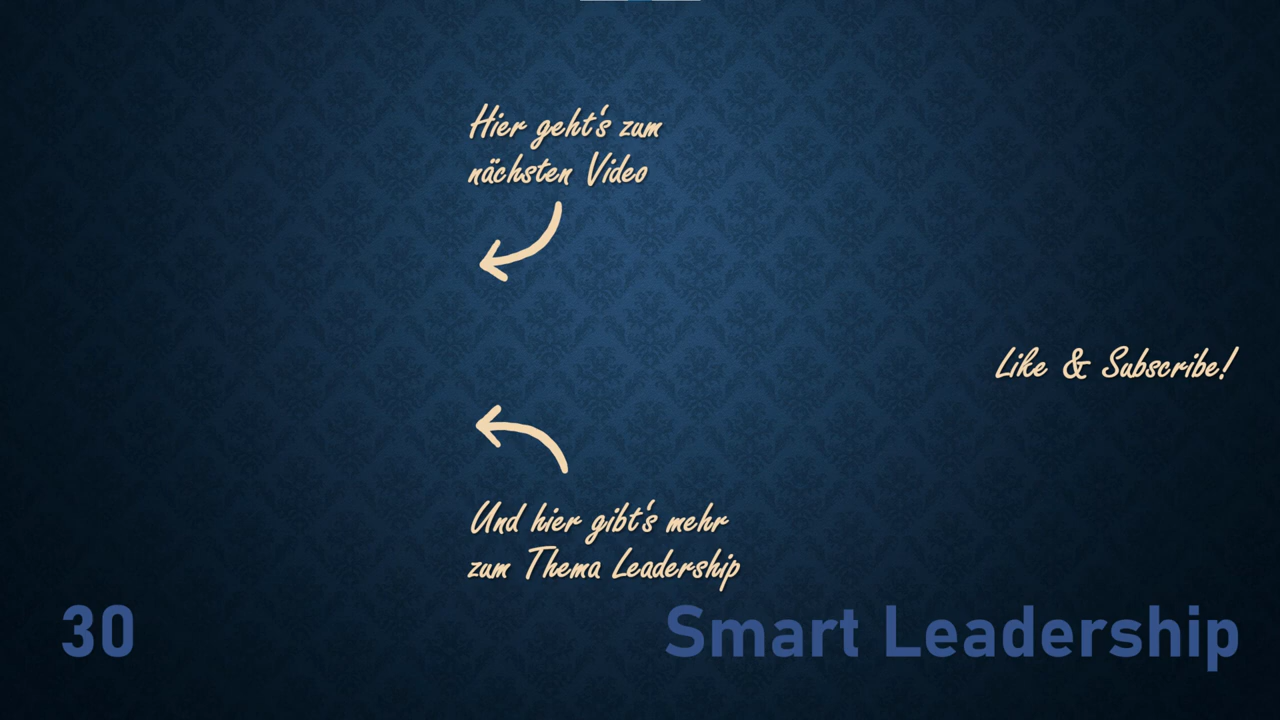 Hier geht's zum
nächsten Video
Like & Subscribe!
Und hier gibt's mehr
zum Thema Leadership
30
Smart Leadership